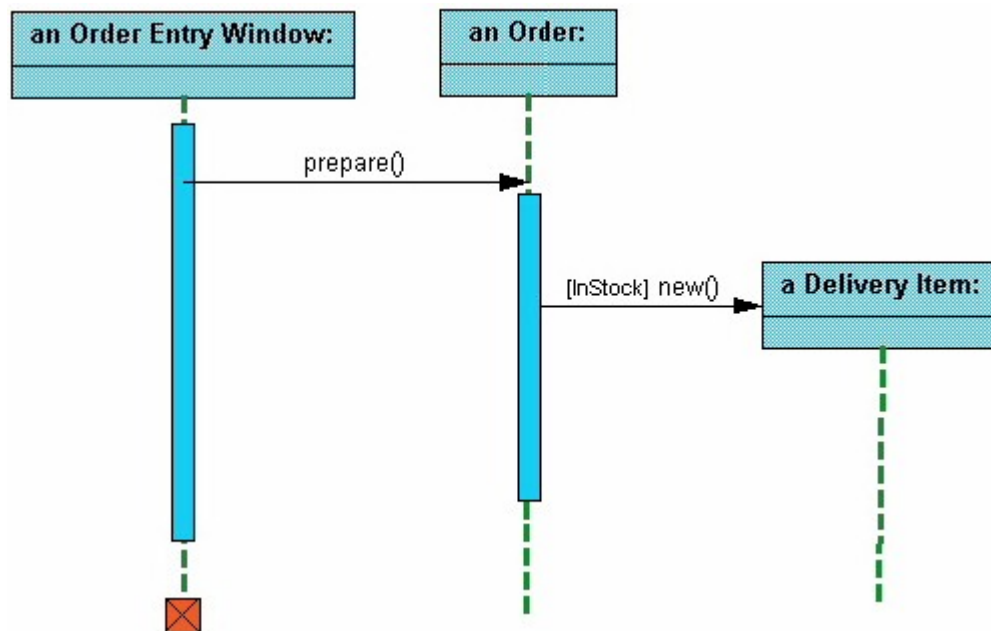 an Order Entry Window:
an Order:
prepare()
[InStock] new()
a Delivery Item: